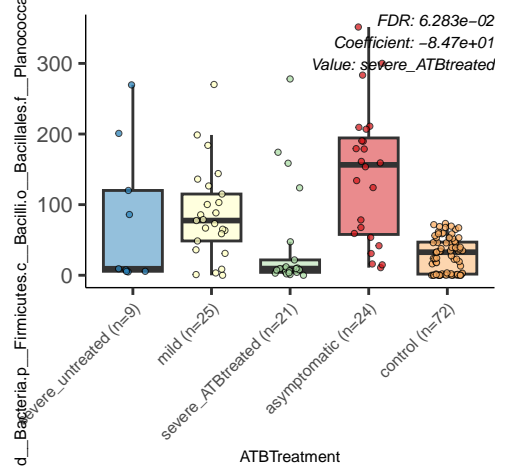 FDR: 6.283e−02
Coefficient: −8.47e+01
Value: severe_ATBtreated
d__Bacteria.p__Firmicutes.c__Bacilli.o__Bacillales.f__Planococca
300
200
100
0
severe_untreated (n=9)
mild (n=25)
severe_ATBtreated (n=21)
asymptomatic (n=24)
control (n=72)
ATBTreatment